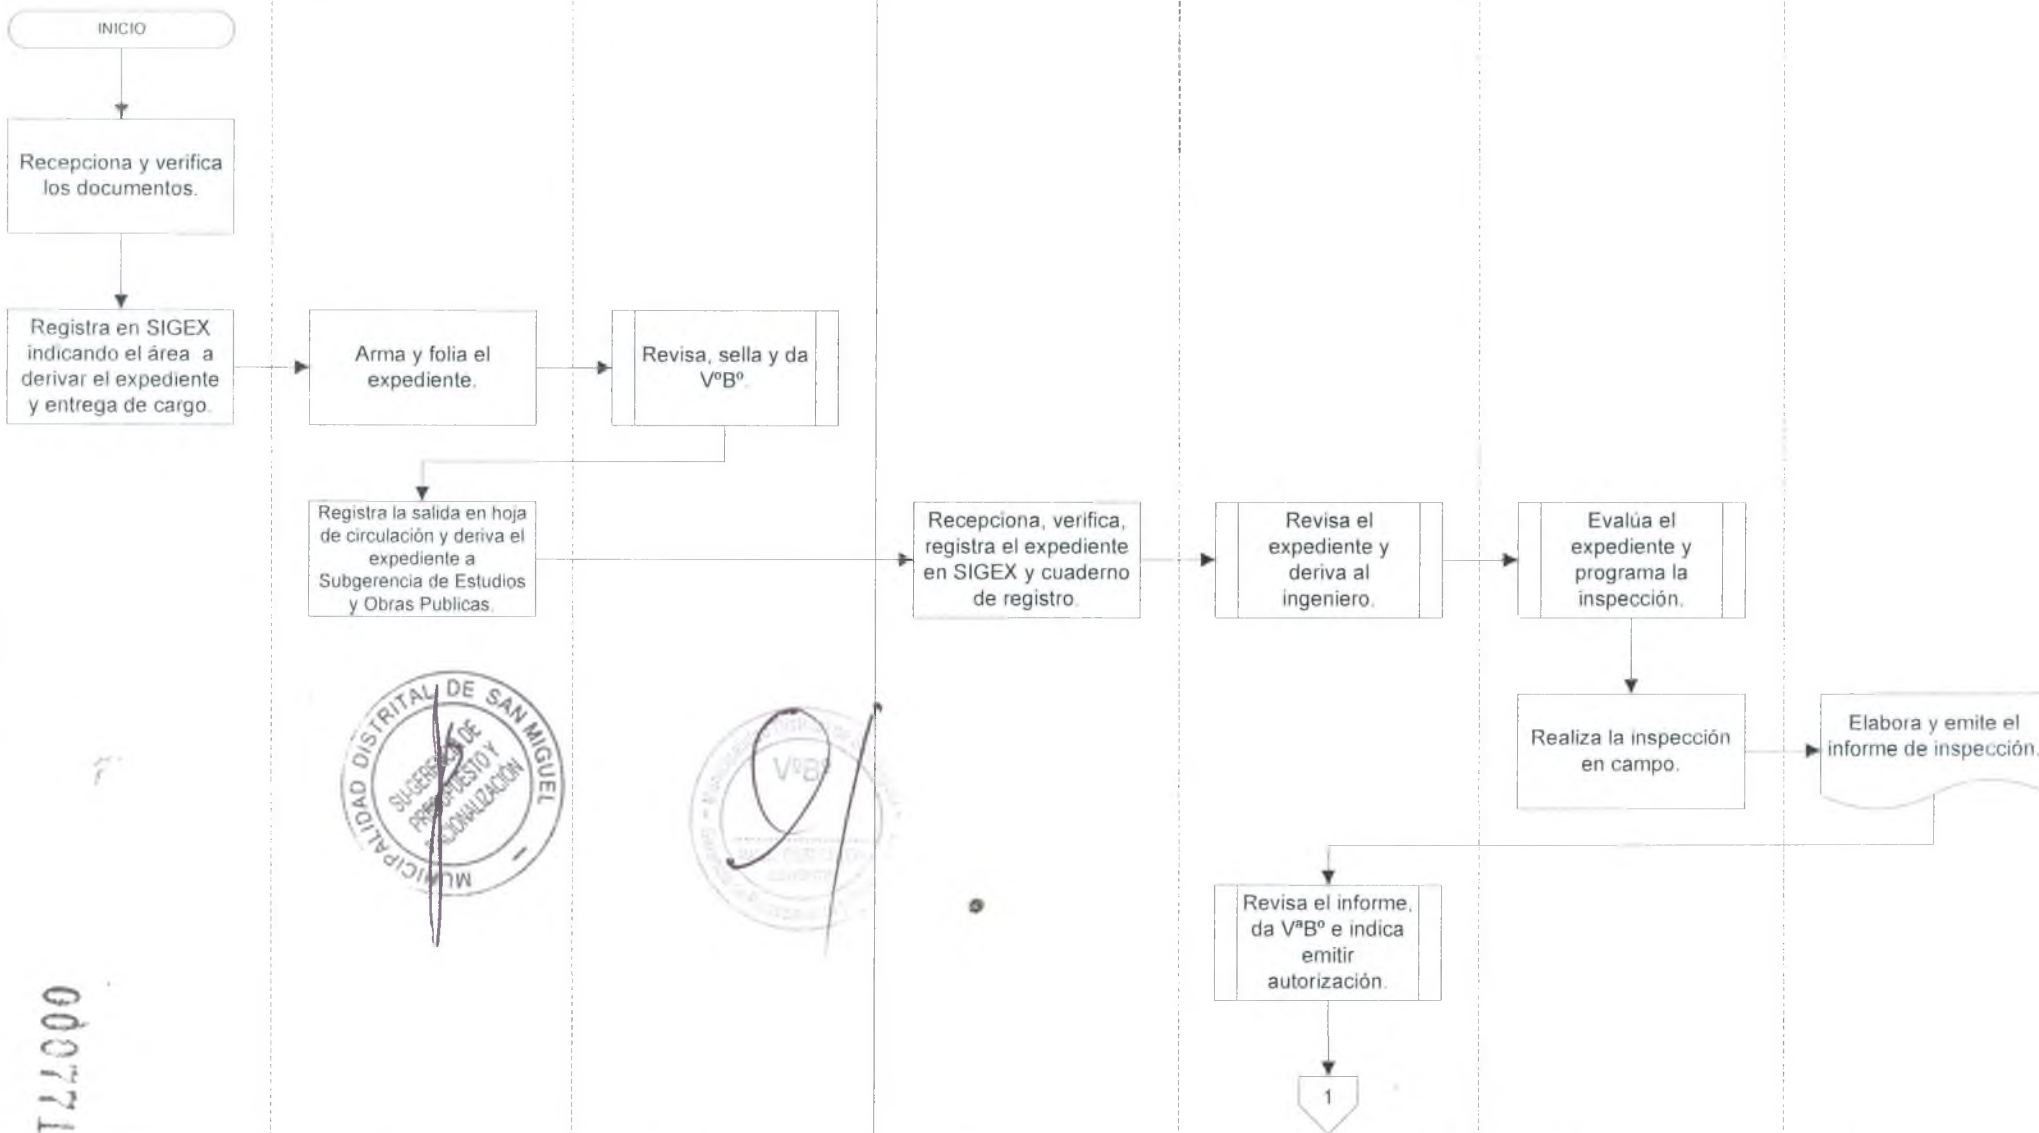 INICIO
Recepciona y verifica
los documentos.
Registra en SIGEX
indicando el área a
derivar el expediente
y entrega de cargo.
Arma y folia el
expediente.
Revisa, sella y da
VºBº.
Registra la salida en hoja
de circulación y deriva el
expediente a
Subgerencia de Estudios
y Obras Publicas.
Recepciona, verifica,
registra el expediente
en SIGEX y cuaderno
de registro.
Revisa el
expediente y
deriva al
ingeniero.
Evalúa el
expediente y
programa la
inspección.
Realiza la inspección
en campo.
Elabora y emite el
informe de inspección.
Revisa el informe,
da VªBº e indica
emitir
autorización.
1
MUNICIPALIDAD DISTRITAL DE SAN MIGUEL
VºBº
000771